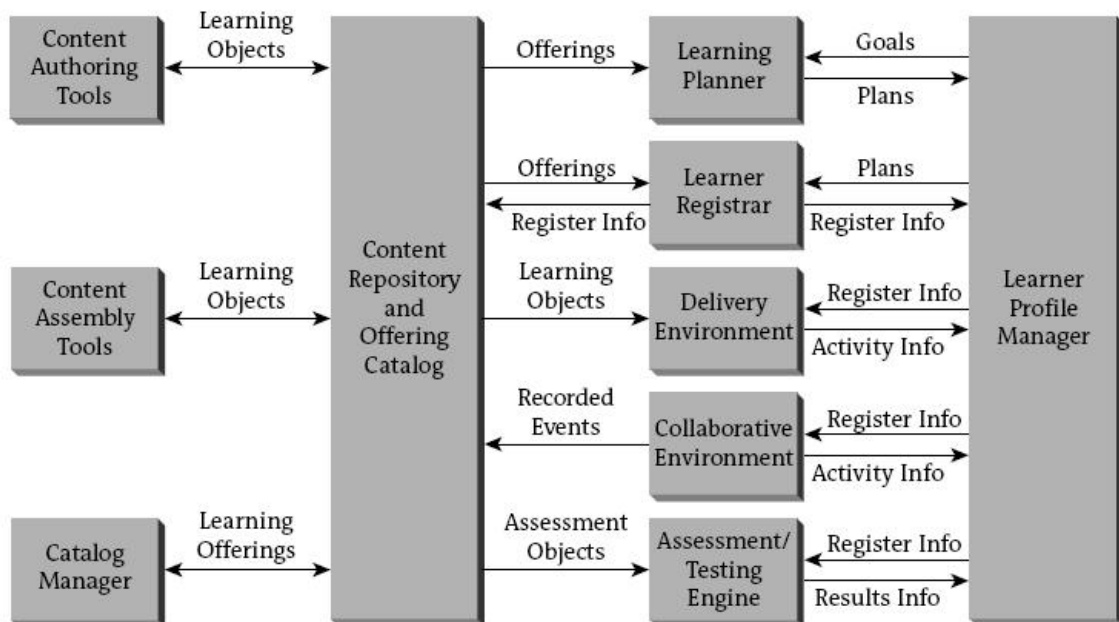 Content
Authoring
Tools
Learning
Objects
Offerings
Learning
Planner
Goals
Plans
Offerings
Register Info
Learner
Registrar
Plans
Register Info
Content
Assembly
Tools
Learning
Objects
Content
Repository
and
Offering
Catalog
Learning
Objects
Delivery
Environment
Register Info
Activity Info
Learner
Profile
Manager
Recorded
Events
Collaborative
Environment
Register Info
Activity Info
Catalog
Manager
Learning
Offerings
Assessment
Objects
Assessment/
Testing
Engine
Register Info
Results Info